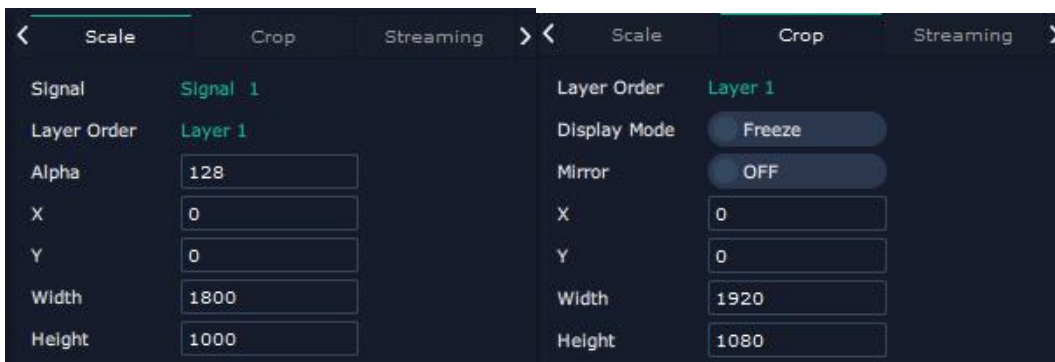 Scale Crop Streaming
Signal Signal 1
Layer Order Layer 1
Alpha 128
X 0
Y 0
Width 1800
Height 1000
Scale Crop Streaming
Layer Order Layer 1
Display Mode Freeze
Mirror OFF
X 0
Y 0
Width 1920
Height 1080